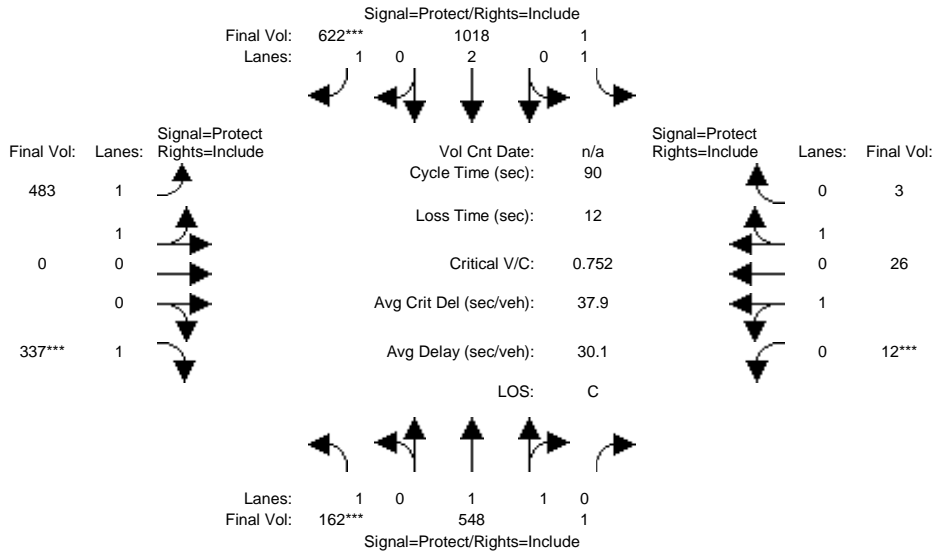 Signal=Protect/Rights=Include
Final Vol: 622*** 1018 1
Lanes: 1 0 2 0 1
Signal=Protect
Final Vol: Lanes: Rights=Include
Vol Cnt Date: n/a
Signal=Protect
Rights=Include Lanes: Final Vol:
Cycle Time (sec): 90
483 1
0 3
Loss Time (sec): 12
1
1
0 0
Critical V/C: 0.752
0 26
0
Avg Crit Del (sec/veh): 37.9
1
337*** 1
Avg Delay (sec/veh): 30.1
0 12***
LOS: C
Lanes: 1 0 1 1 0
Final Vol: 162*** 548 1
Signal=Protect/Rights=Include